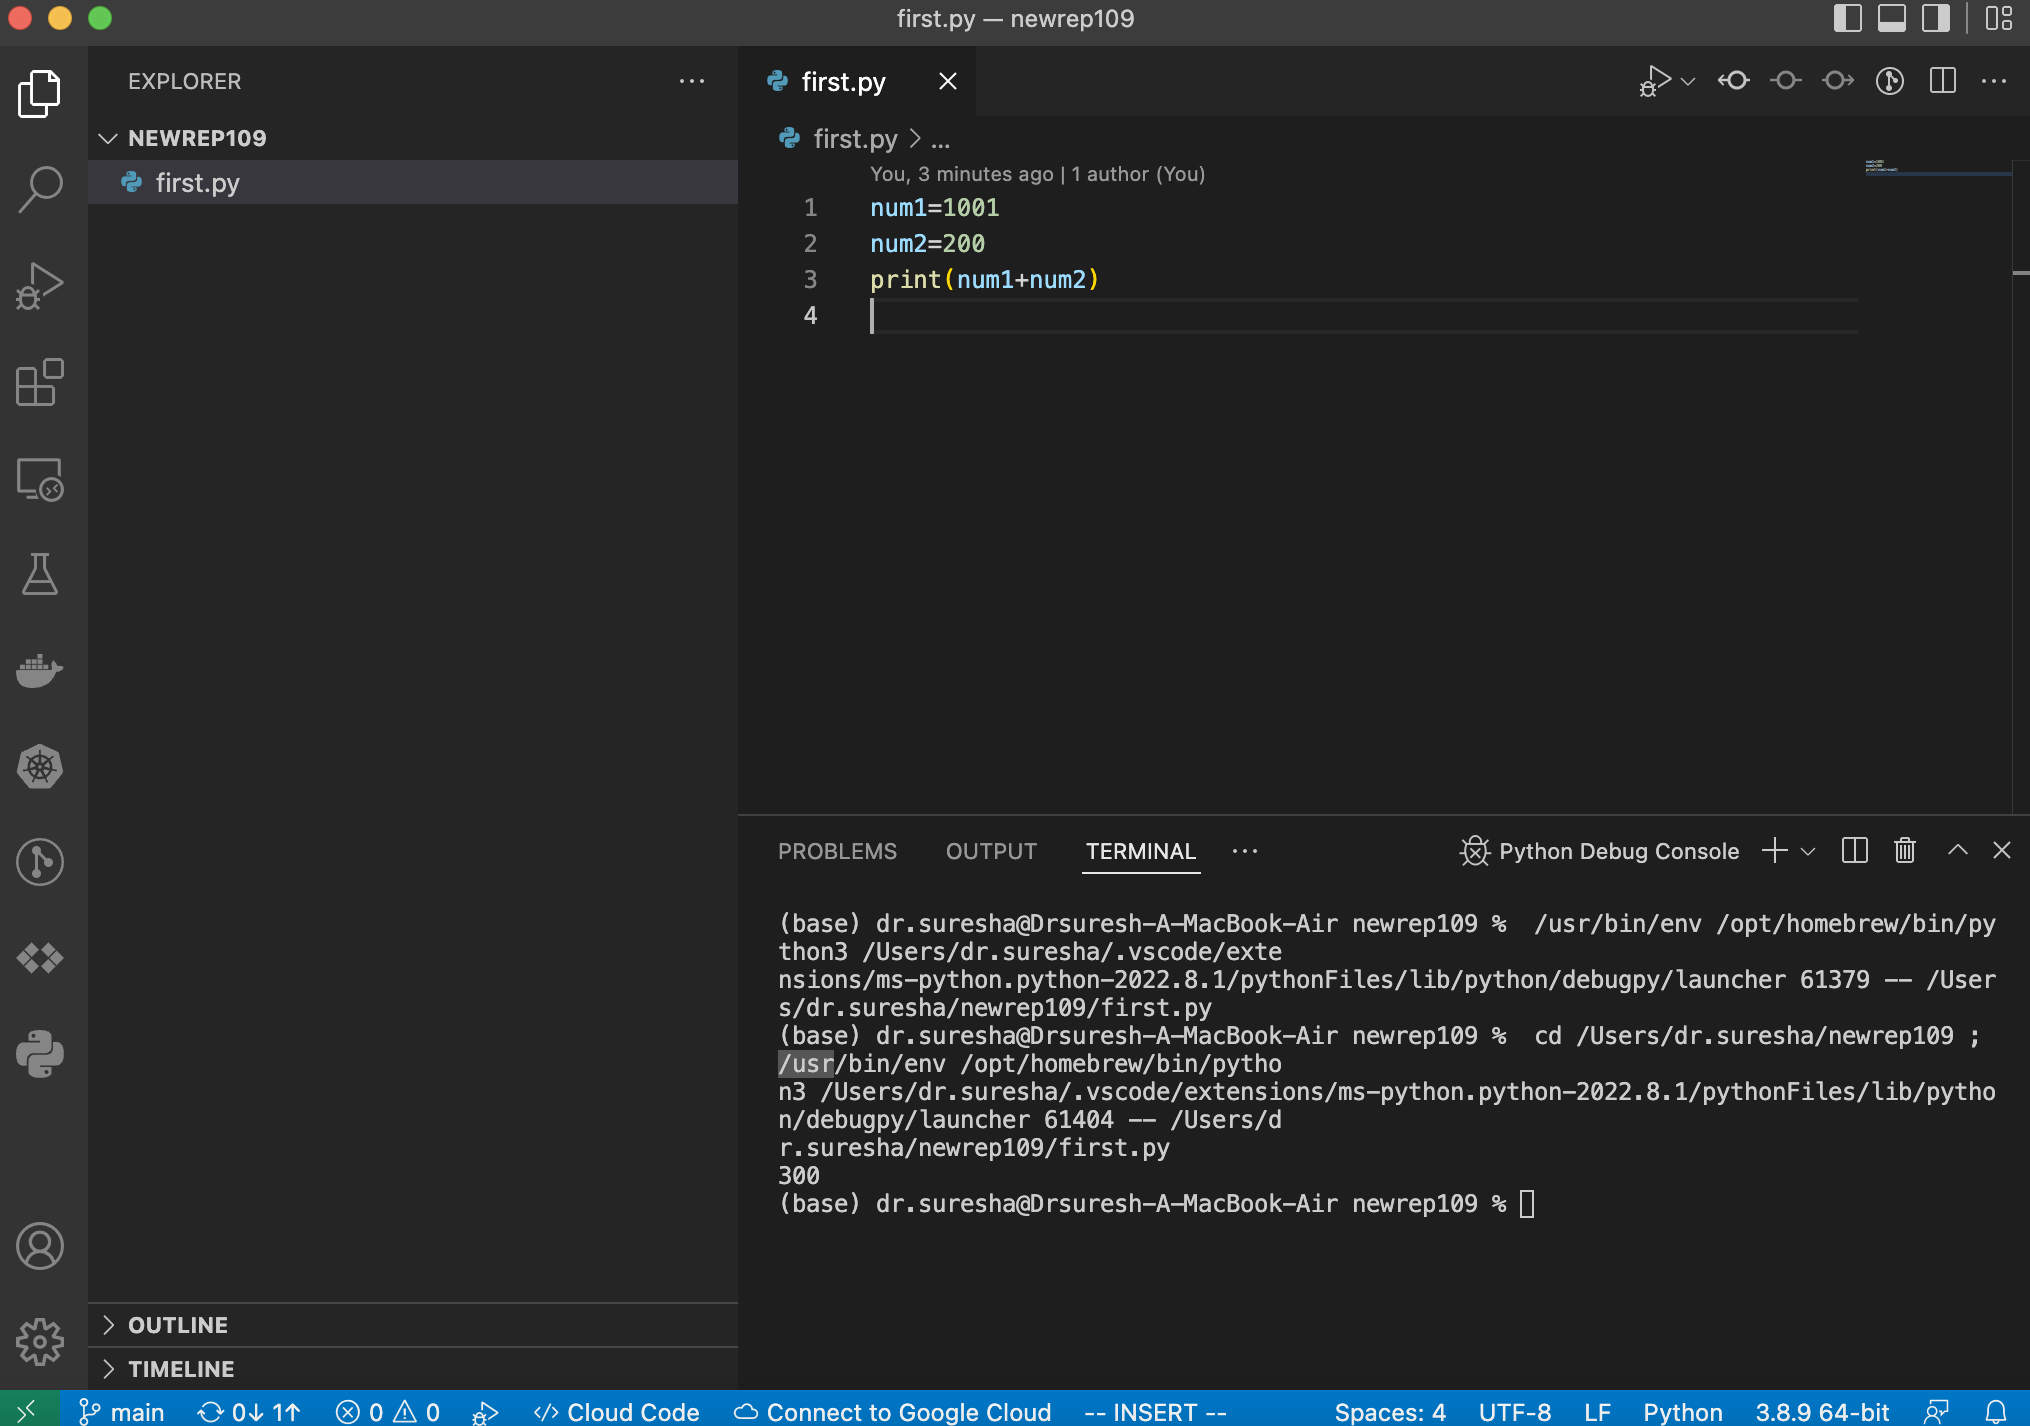 first.py — newrep109
EXPLORER
NEWREP109
first.py
OUTLINE
TIMELINE
first.py
first.py > ...
You, 3 minutes ago | 1 author (You)
1 num1=1001
2 num2=200
3 print(num1+num2)
4
PROBLEMS OUTPUT TERMINAL ... Python Debug Console
(base) dr.suresha@Drsuresh-A-MacBook-Air newrep109 %  /usr/bin/env /opt/homebrew/bin/py
thon3 /Users/dr.suresha/.vscode/exte
nsions/ms-python.python-2022.8.1/pythonFiles/lib/python/debugpy/launcher 61379 -- /User
s/dr.suresha/newrep109/first.py
(base) dr.suresha@Drsuresh-A-MacBook-Air newrep109 %  cd /Users/dr.suresha/newrep109 ;
/usr/bin/env /opt/homebrew/bin/pytho
n3 /Users/dr.suresha/.vscode/extensions/ms-python.python-2022.8.1/pythonFiles/lib/pytho
n/debugpy/launcher 61404 -- /Users/d
r.suresha/newrep109/first.py
300
(base) dr.suresha@Drsuresh-A-MacBook-Air newrep109 %
main 0↓ 1↑ 0 0 Cloud Code Connect to Google Cloud -- INSERT -- Spaces: 4 UTF-8 LF Python 3.8.9 64-bit